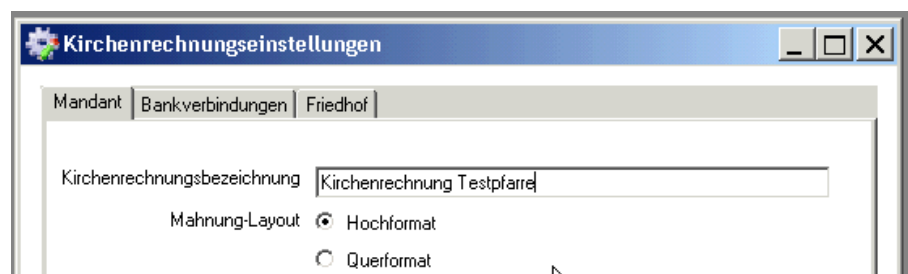 Kirchenrechnungseinstellungen
Mandant Bankverbindungen Friedhof
Kirchenrechnungsbezeichnung Kirchenrechnung Testpfarre
Mahnung-Layout Hochformat
Querformat